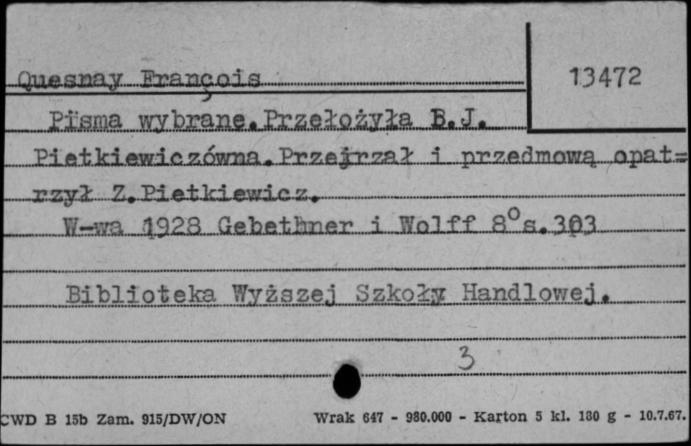 Quesnay François
13472
Pisma wybrane. Przełożyła B.J.
Pietkiewiczówna. Przejrzał i przedmową opat=
rzył Z. Pietkiewicz.
W-wa 1928 Gebethner i Wolff 8° s. 303
Biblioteka Wyższej Szkoły Handlowej.
3
CWD B 15b Zam. 915/DW/ON Wrak 647 - 980.000 - Karton 5 kl. 180 g - 10.7.67.